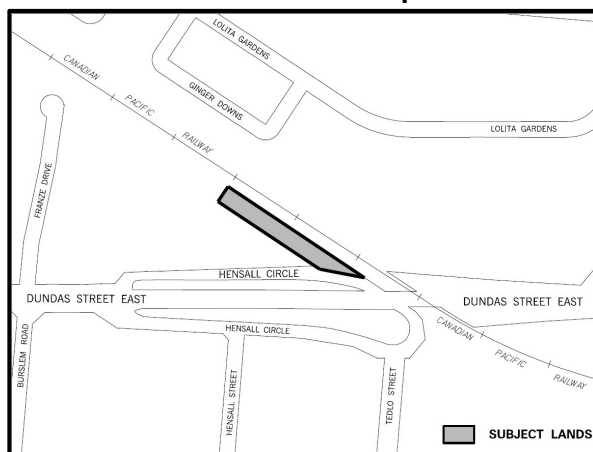 LOLITA GARDENS
CANADIAN
GINGER DOWNS
PACIFIC
LOLITA GARDENS
RAILWAY
FRANZE DRIVE
HENSALL CIRCLE
DUNDAS STREET EAST
DUNDAS STREET EAST
HENSALL CIRCLE
CANADIAN
BURSLEM ROAD
PACIFIC
HENSALL STREET
TEDLO STREET
RAILWAY
SUBJECT LANDS